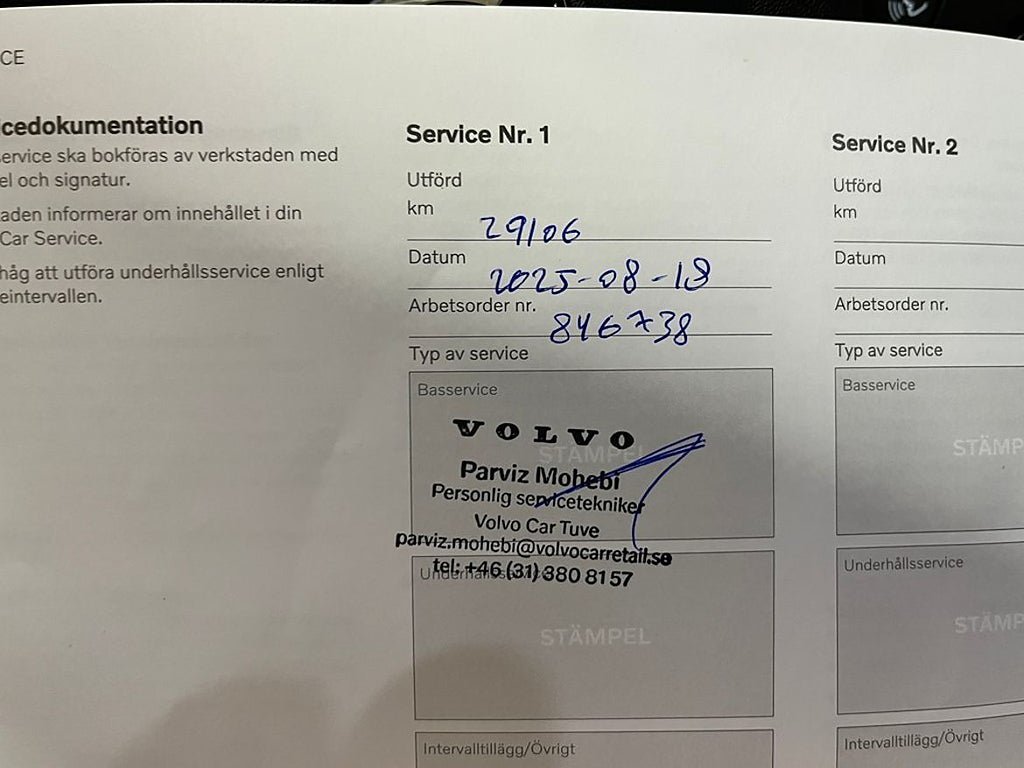 CE
cedokumentation
ervice ska bokföras av verkstaden med
el och signatur.
aden informerar om innehållet i din
Car Service.
håg att utföra underhållsservice enligt
eintervallen.
Service Nr. 1
Utförd
km
29106
Datum
2025-08-18
Arbetsorder nr.
846738
Typ av service
Basservice
VOLVO
STÄMPEL
Parviz Mohebi
Personlig servicetekniker
Volvo Car Tuve
parviz.mohebi@volvocarretail.se
tel: +46 (31) 380 81 57
Underhållsservice
STÄMPEL
Intervalltillägg/Övrigt
Service Nr. 2
Utförd
km
Datum
Arbetsorder nr.
Typ av service
Basservice
STÄMP
Underhållsservice
STÄMP
Intervalltillägg/Övrigt